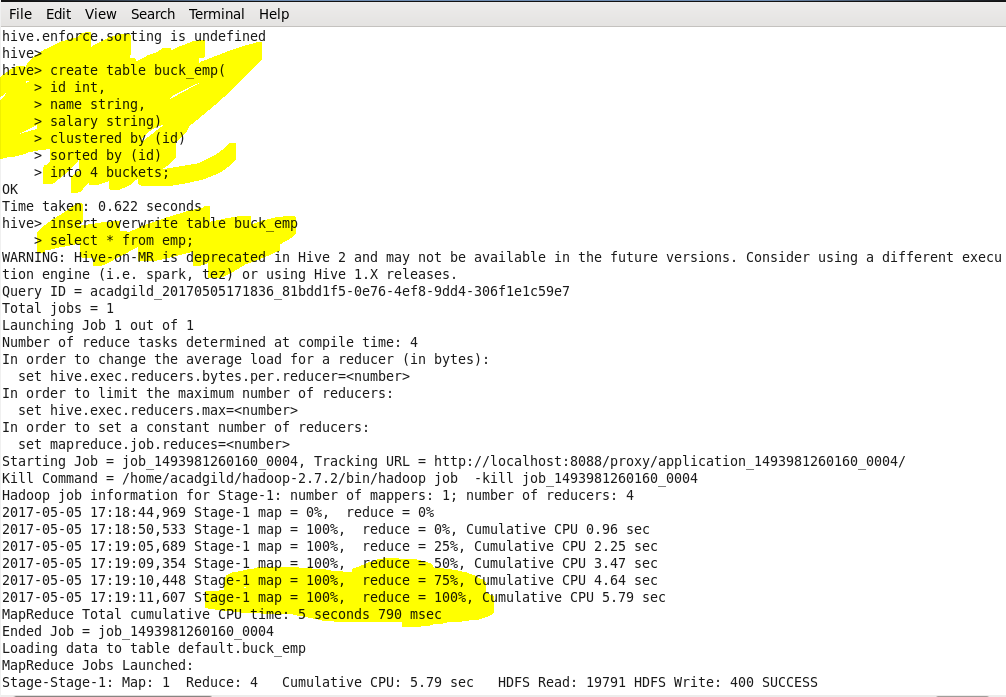 File Edit View Search Terminal Help
hive.enforce.sorting is undefined
hive>
hive> create table buck_emp(
    > id int,
    > name string,
    > salary string)
    > clustered by (id)
    > sorted by (id)
    > into 4 buckets;
OK
Time taken: 0.622 seconds
hive> insert overwrite table buck_emp
    > select * from emp;
WARNING: Hive-on-MR is deprecated in Hive 2 and may not be available in the future versions. Consider using a different execu
tion engine (i.e. spark, tez) or using Hive 1.X releases.
Query ID = acadgild_20170505171836_81bdd1f5-0e76-4ef8-9dd4-306f1e1c59e7
Total jobs = 1
Launching Job 1 out of 1
Number of reduce tasks determined at compile time: 4
In order to change the average load for a reducer (in bytes):
  set hive.exec.reducers.bytes.per.reducer=<number>
In order to limit the maximum number of reducers:
  set hive.exec.reducers.max=<number>
In order to set a constant number of reducers:
  set mapreduce.job.reduces=<number>
Starting Job = job_1493981260160_0004, Tracking URL = http://localhost:8088/proxy/application_1493981260160_0004/
Kill Command = /home/acadgild/hadoop-2.7.2/bin/hadoop job  -kill job_1493981260160_0004
Hadoop job information for Stage-1: number of mappers: 1; number of reducers: 4
2017-05-05 17:18:44,969 Stage-1 map = 0%,  reduce = 0%
2017-05-05 17:18:50,533 Stage-1 map = 100%,  reduce = 0%, Cumulative CPU 0.96 sec
2017-05-05 17:19:05,689 Stage-1 map = 100%,  reduce = 25%, Cumulative CPU 2.25 sec
2017-05-05 17:19:09,354 Stage-1 map = 100%,  reduce = 50%, Cumulative CPU 3.47 sec
2017-05-05 17:19:10,448 Stage-1 map = 100%,  reduce = 75%, Cumulative CPU 4.64 sec
2017-05-05 17:19:11,607 Stage-1 map = 100%,  reduce = 100%, Cumulative CPU 5.79 sec
MapReduce Total cumulative CPU time: 5 seconds 790 msec
Ended Job = job_1493981260160_0004
Loading data to table default.buck_emp
MapReduce Jobs Launched:
Stage-Stage-1: Map: 1  Reduce: 4   Cumulative CPU: 5.79 sec   HDFS Read: 19791 HDFS Write: 400 SUCCESS